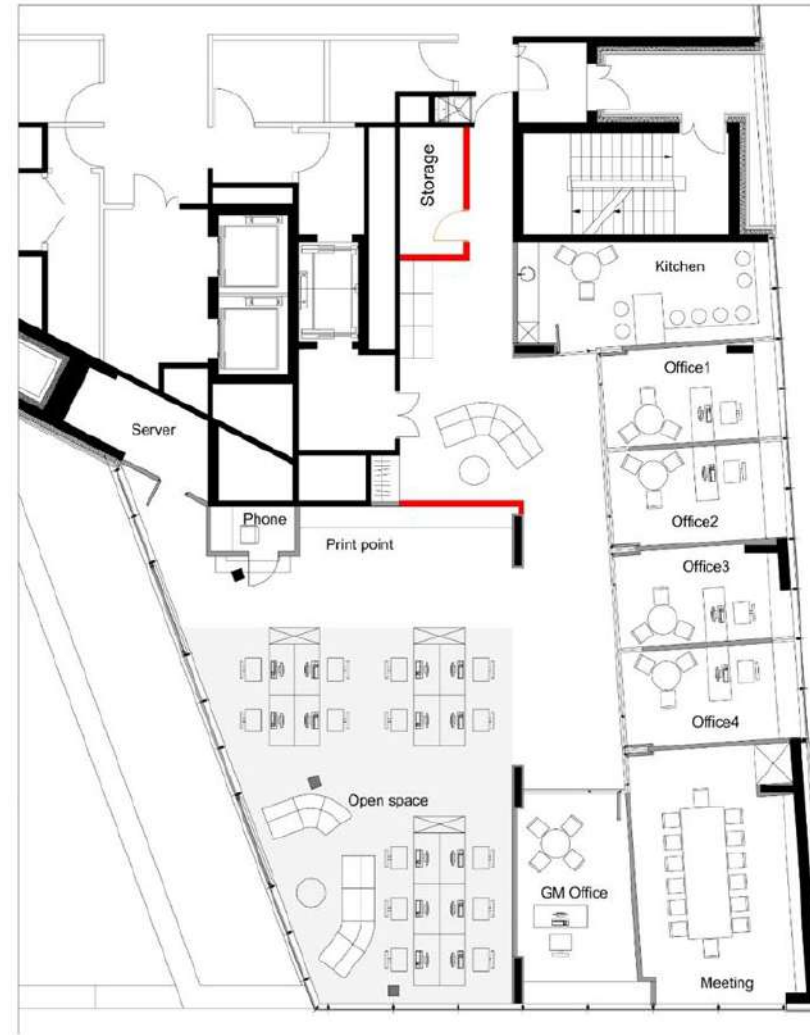 Storage
Kitchen
Office1
Server
Office2
Phone
Print point
Office3
Office4
Open space
GM Office
Meeting